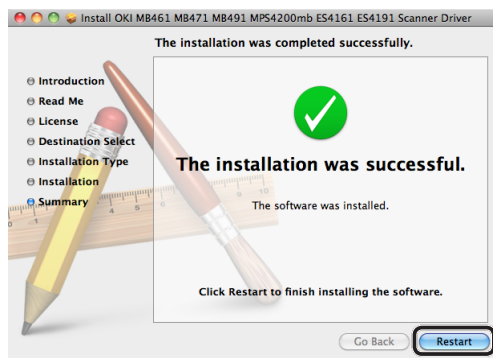 Install OKI MB461 MB471 MB491 MPS4200mb ES4161 ES4191 Scanner Driver
The installation was completed successfully.
Introduction
Read Me
License
Destination Select
Installation Type
Installation
Summary
The installation was successful.
The software was installed.
Click Restart to finish installing the software.
Go Back
Restart